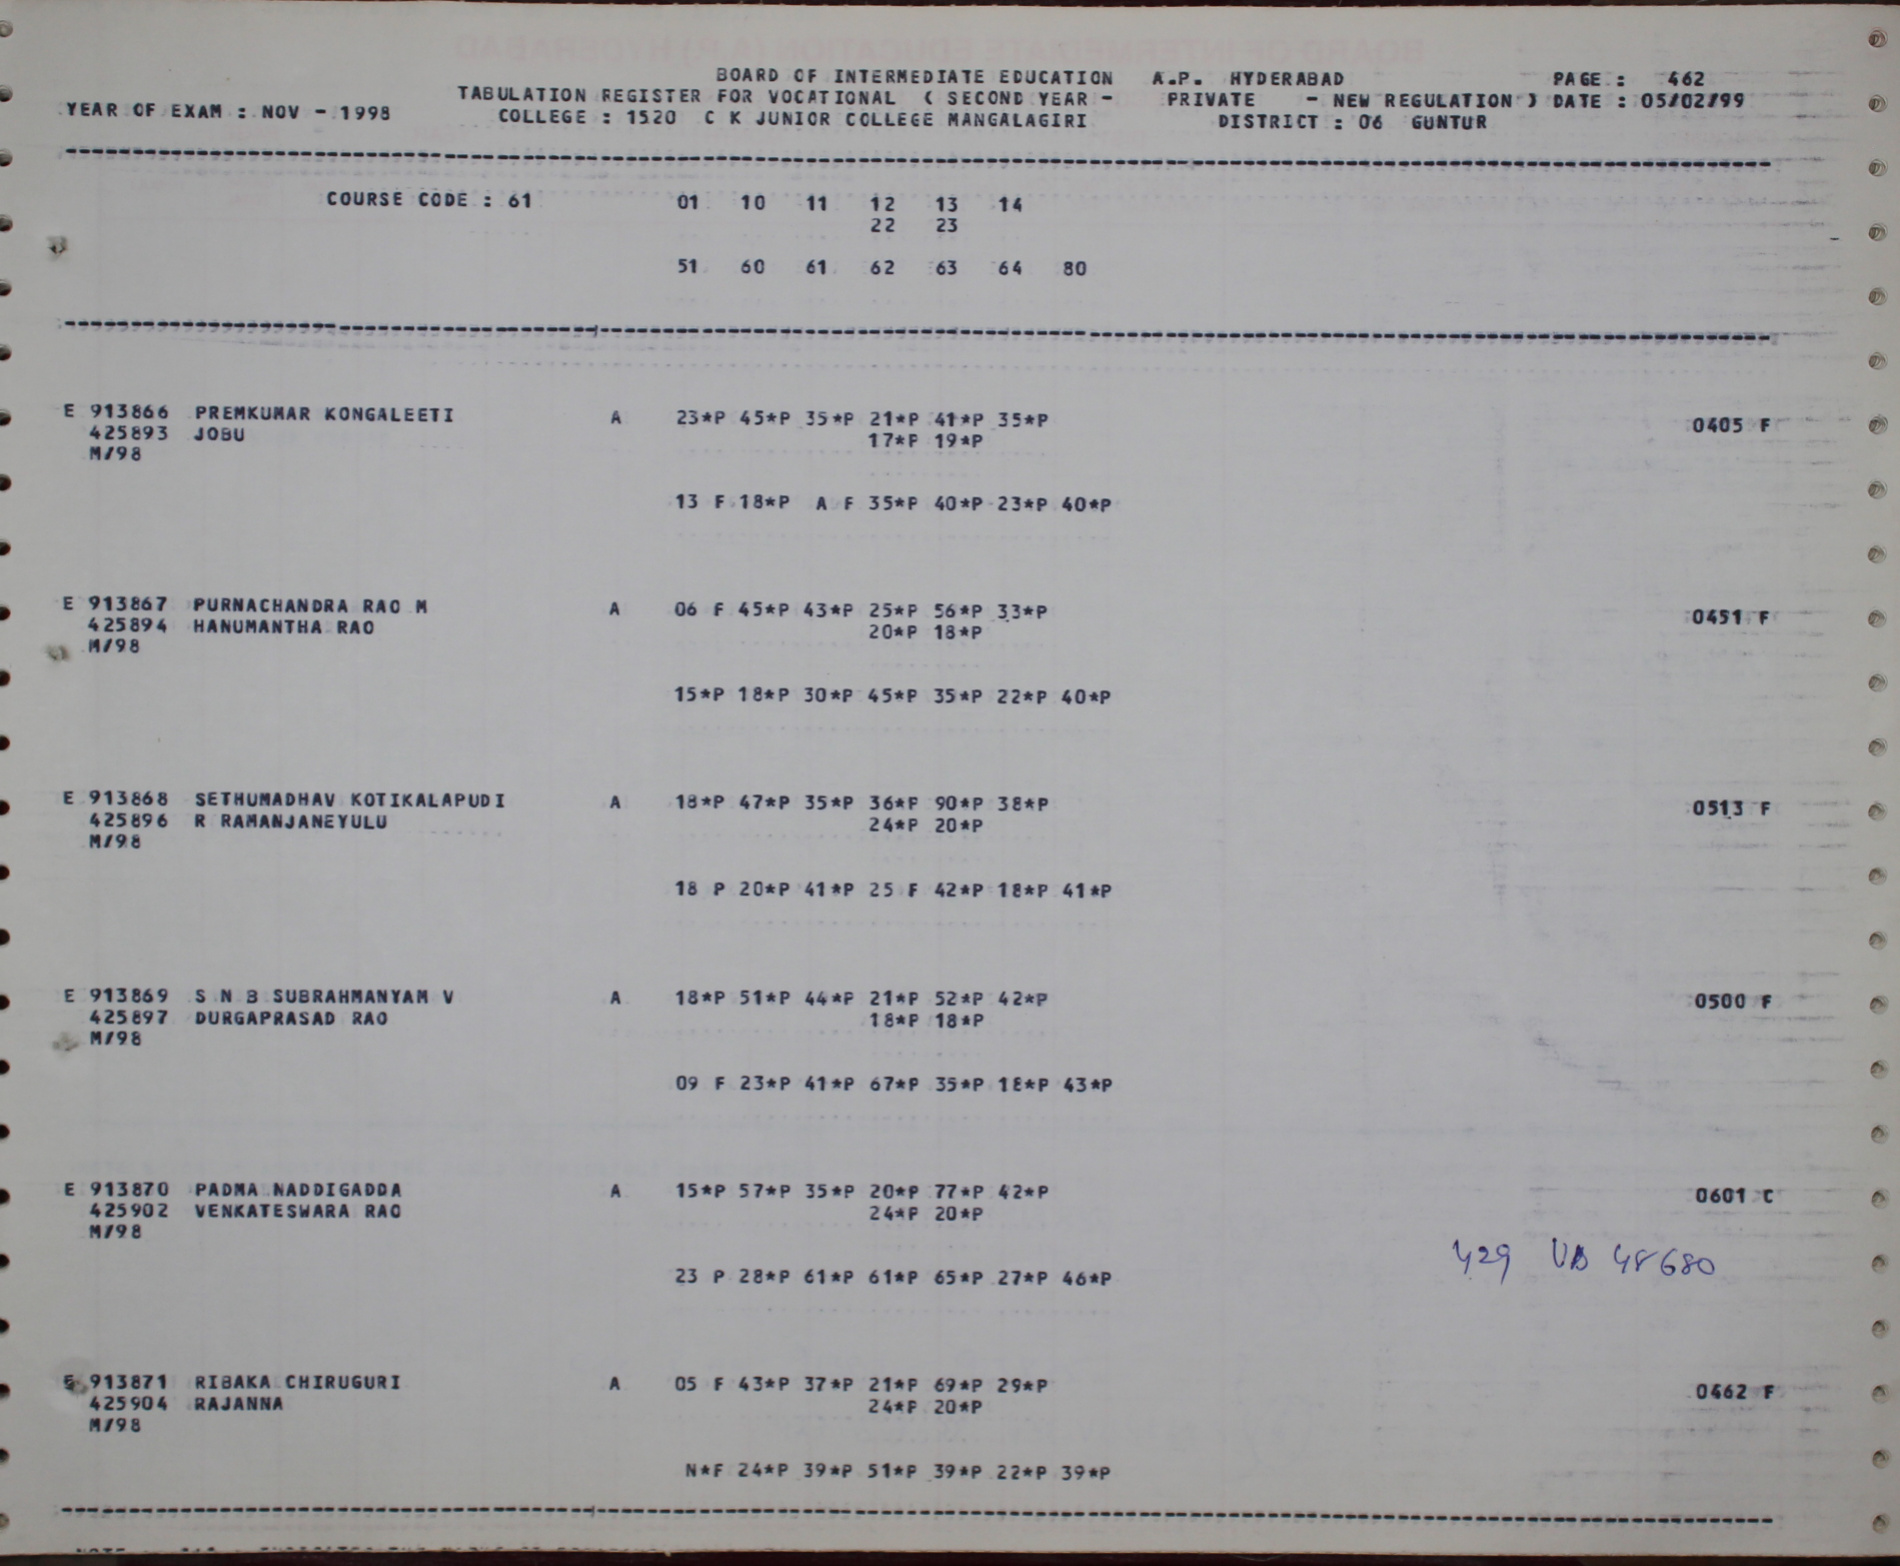 BOARD OF INTERMEDIATE EDUCATION A.P. HYDERABAD PAGE : 462
TABULATION REGISTER FOR VOCATIONAL ( SECOND YEAR - PRIVATE - NEW REGULATION ) DATE : 05/02/99
YEAR OF EXAM : NOV - 1998 COLLEGE : 1520 C K JUNIOR COLLEGE MANGALAGIRI DISTRICT : 06 GUNTUR
COURSE CODE : 61 01 10 11 12 13 14
22 23
51 60 61 62 63 64 80
E 913866 PREMKUMAR KONGALEETI A 23*P 45*P 35*P 21*P 41*P 35*P 0405 F
425893 JOBU 17*P 19*P
M/98
13 F 18*P A F 35*P 40*P 23*P 40*P
E 913867 PURNACHANDRA RAO M A 06 F 45*P 43*P 25*P 56*P 33*P 0451 F
425894 HANUMANTHA RAO 20*P 18*P
M/98
15*P 18*P 30*P 45*P 35*P 22*P 40*P
E 913868 SETHUMADHAV KOTIKALAPUDI A 18*P 47*P 35*P 36*P 90*P 38*P 0513 F
425896 R RAMANJANEYULU 24*P 20*P
M/98
18 P 20*P 41*P 25 F 42*P 18*P 41*P
E 913869 S N B SUBRAHMANYAM V A 18*P 51*P 44*P 21*P 52*P 42*P 0500 F
425897 DURGAPRASAD RAO 18*P 18*P
M/98
09 F 23*P 41*P 67*P 35*P 18*P 43*P
E 913870 PADMA NADDIGADDA A 15*P 57*P 35*P 20*P 77*P 42*P 0601 C
425902 VENKATESWARA RAO 24*P 20*P
M/98
429 VB 48680
23 P 28*P 61*P 61*P 65*P 27*P 46*P
E 913871 RIBAKA CHIRUGURI A 05 F 43*P 37*P 21*P 69*P 29*P 0462 F
425904 RAJANNA 24*P 20*P
M/98
N*F 24*P 39*P 51*P 39*P 22*P 39*P